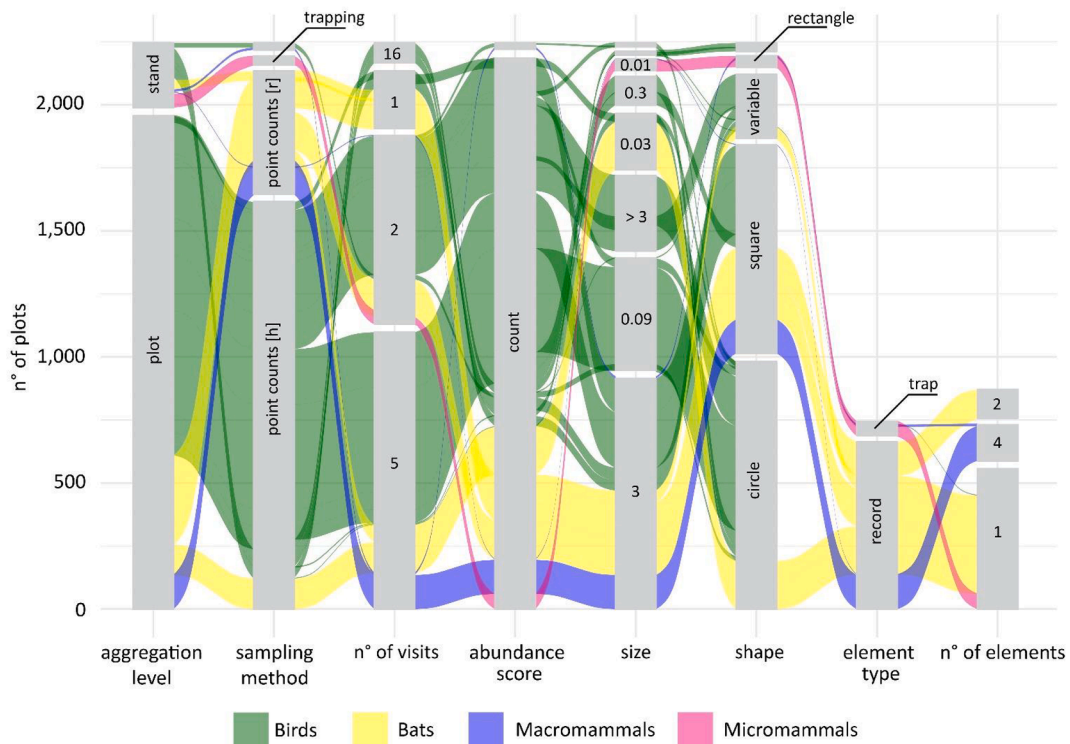 trapping
rectangle
stand
16
0.01
2,000
point counts [r]
1
0.3
variable
0.03
1,500
2
> 3
square
n° of plots
plot
point counts [h]
count
0.09
1,000
trap
2
4
500
5
3
circle
record
1
0
aggregation level
sampling method
n° of visits
abundance score
size
shape
element type
n° of elements
Birds
Bats
Macromammals
Micromammals